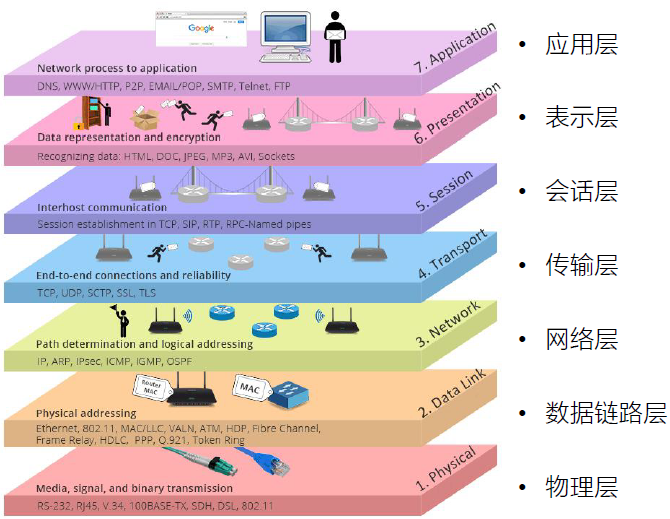 Google
7. Application
Network process to application
DNS, WWW/HTTP, P2P, EMAIL/POP, SMTP, Telnet, FTP
• 应用层
6. Presentation
Data representation and encryption
Recognizing data: HTML, DOC, JPEG, MP3, AVI, Sockets
• 表示层
5. Session
Interhost communication
Session establishment in TCP, SIP, RTP, RPC-Named pipes
• 会话层
4. Transport
End-to-end connections and reliability
TCP, UDP, SCTP, SSL, TLS
• 传输层
3. Network
Path determination and logical addressing
IP, ARP, IPsec, ICMP, IGMP, OSPF
• 网络层
2. Data Link
Router
MAC
MAC
Physical addressing
Ethernet, 802.11, MAC/LLC, VALN, ATM, HDP, Fibre Channel,
Frame Relay, HDLC, PPP, Q.921, Token Ring
• 数据链路层
1. Physical
Media, signal, and binary transmission
RS-232, RJ45, V.34, 100BASE-TX, SDH, DSL, 802.11
• 物理层